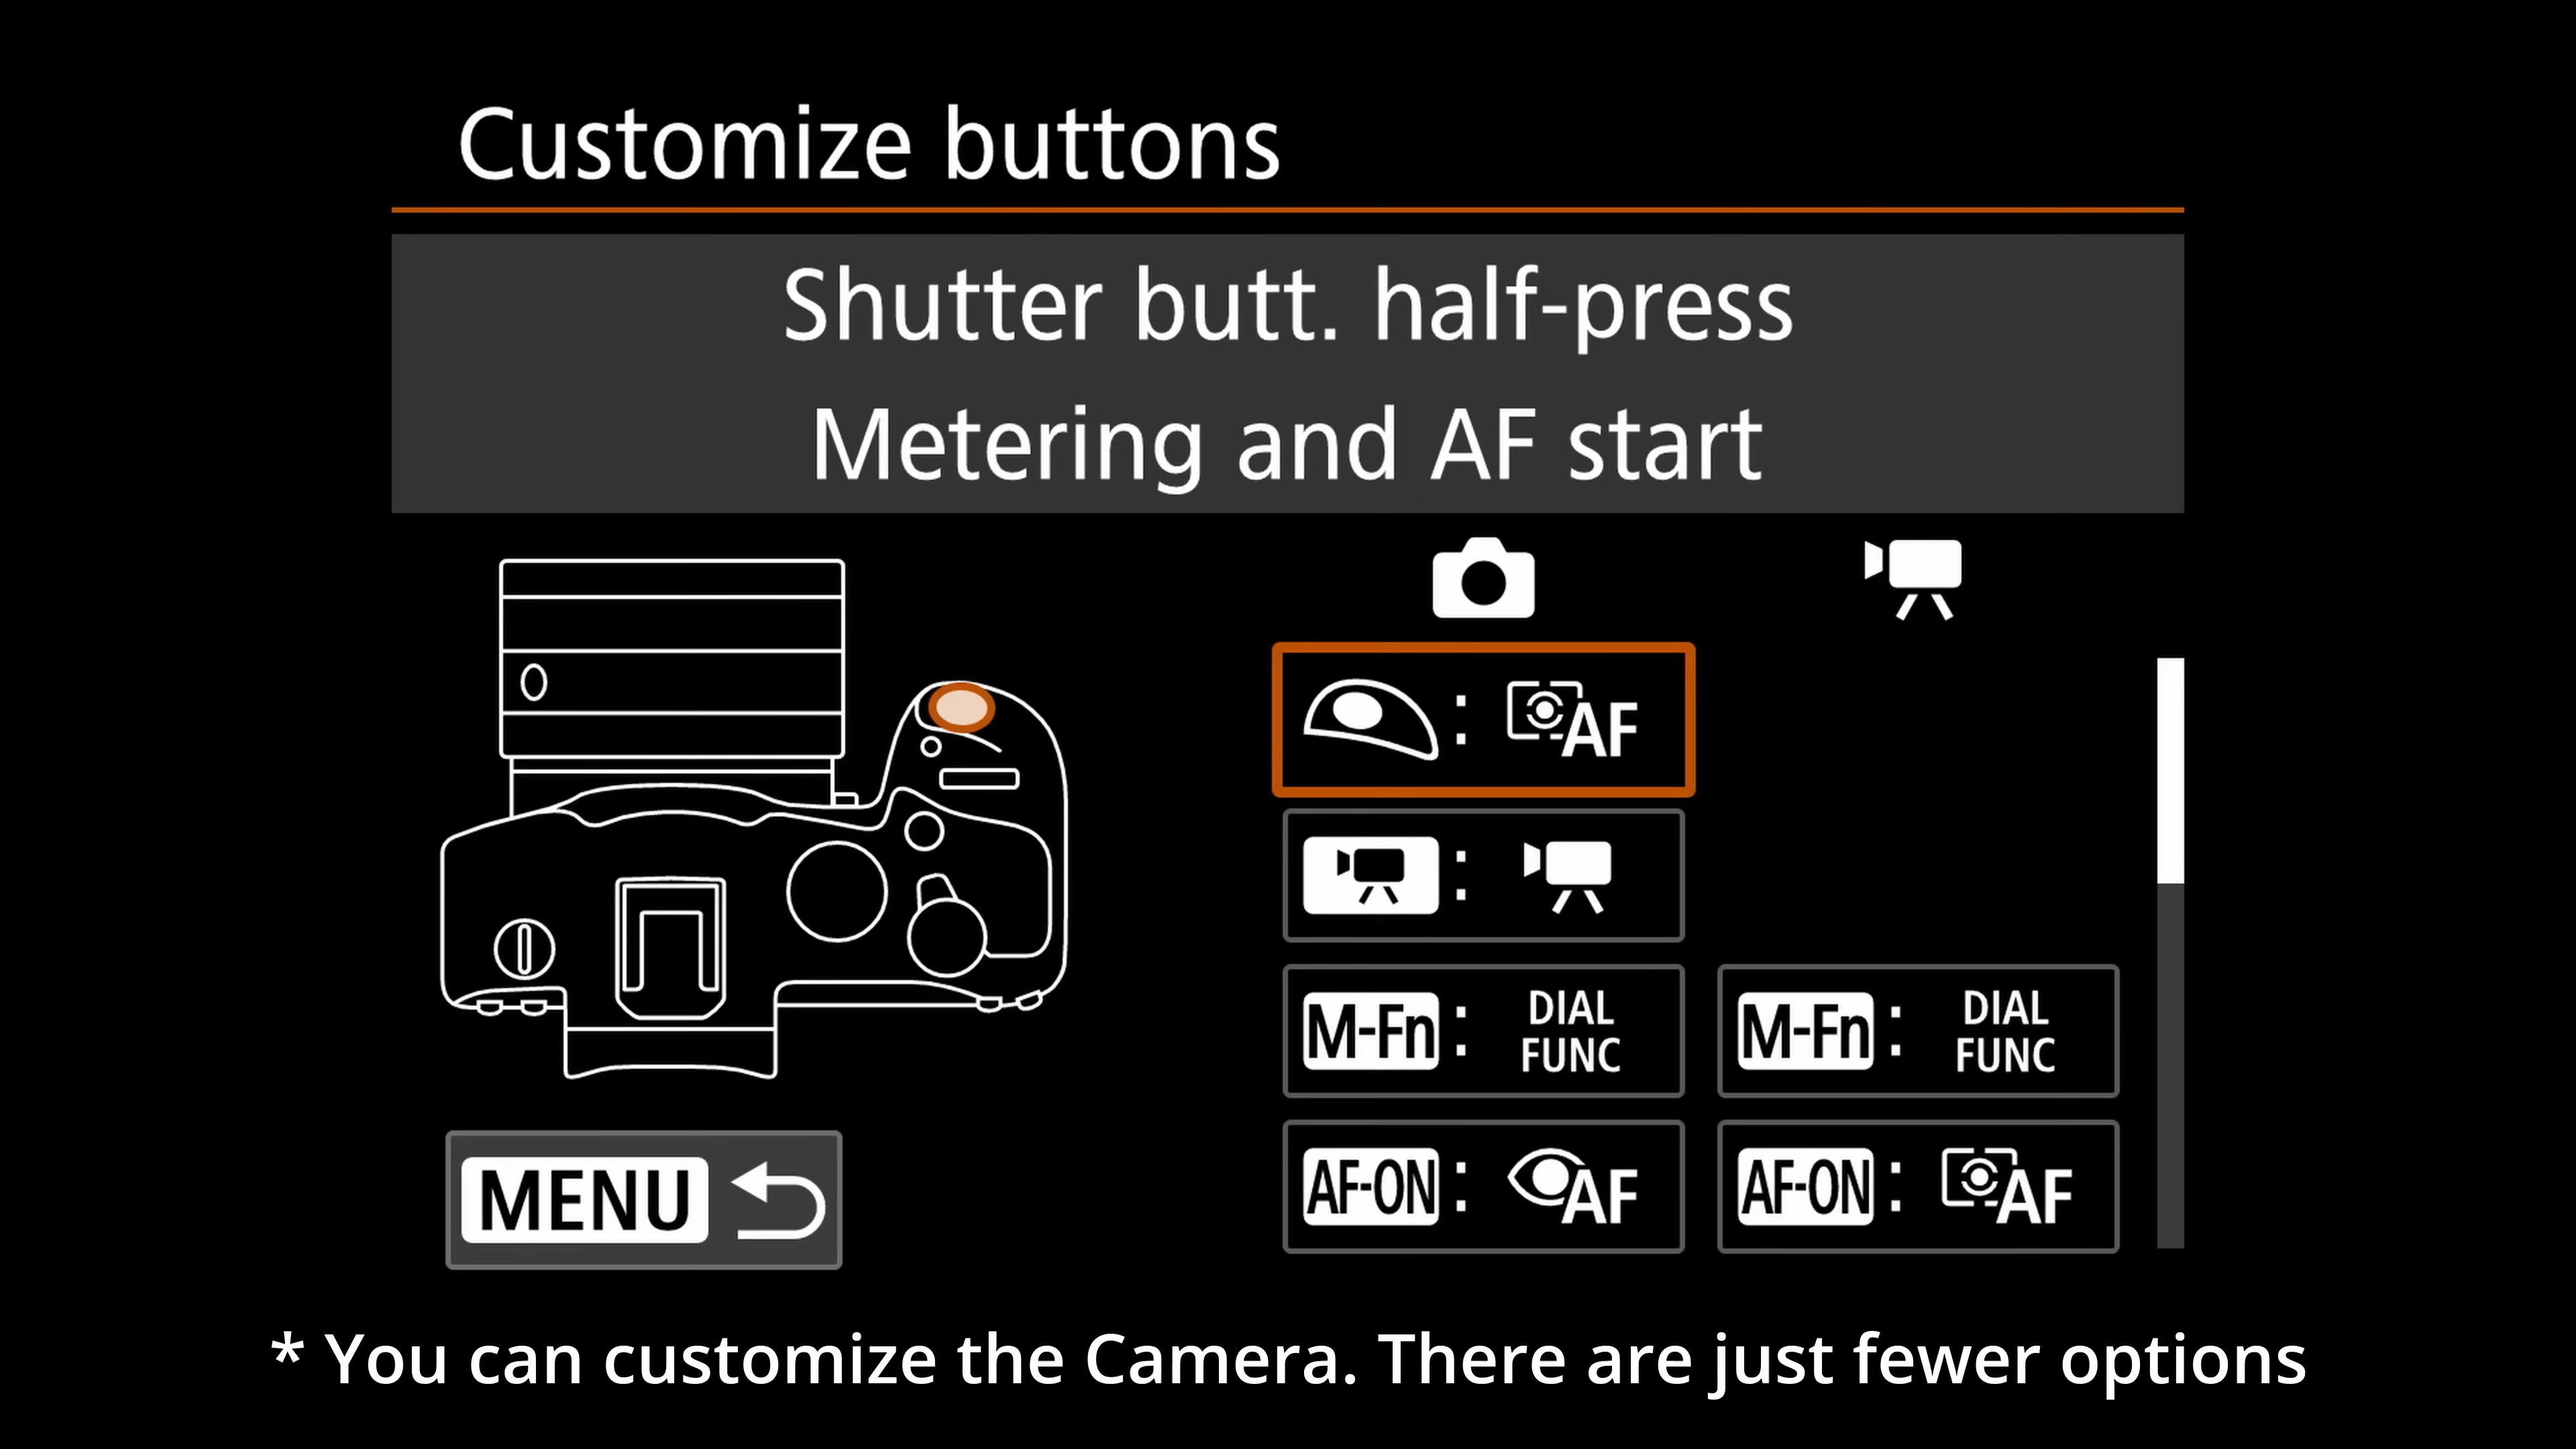 Customize buttons
Shutter butt. half-press
Metering and AF start
: AF
:
M-Fn : DIAL FUNC M-Fn : DIAL FUNC
AF-ON : AF AF-ON : AF
MENU
* You can customize the Camera. There are just fewer options